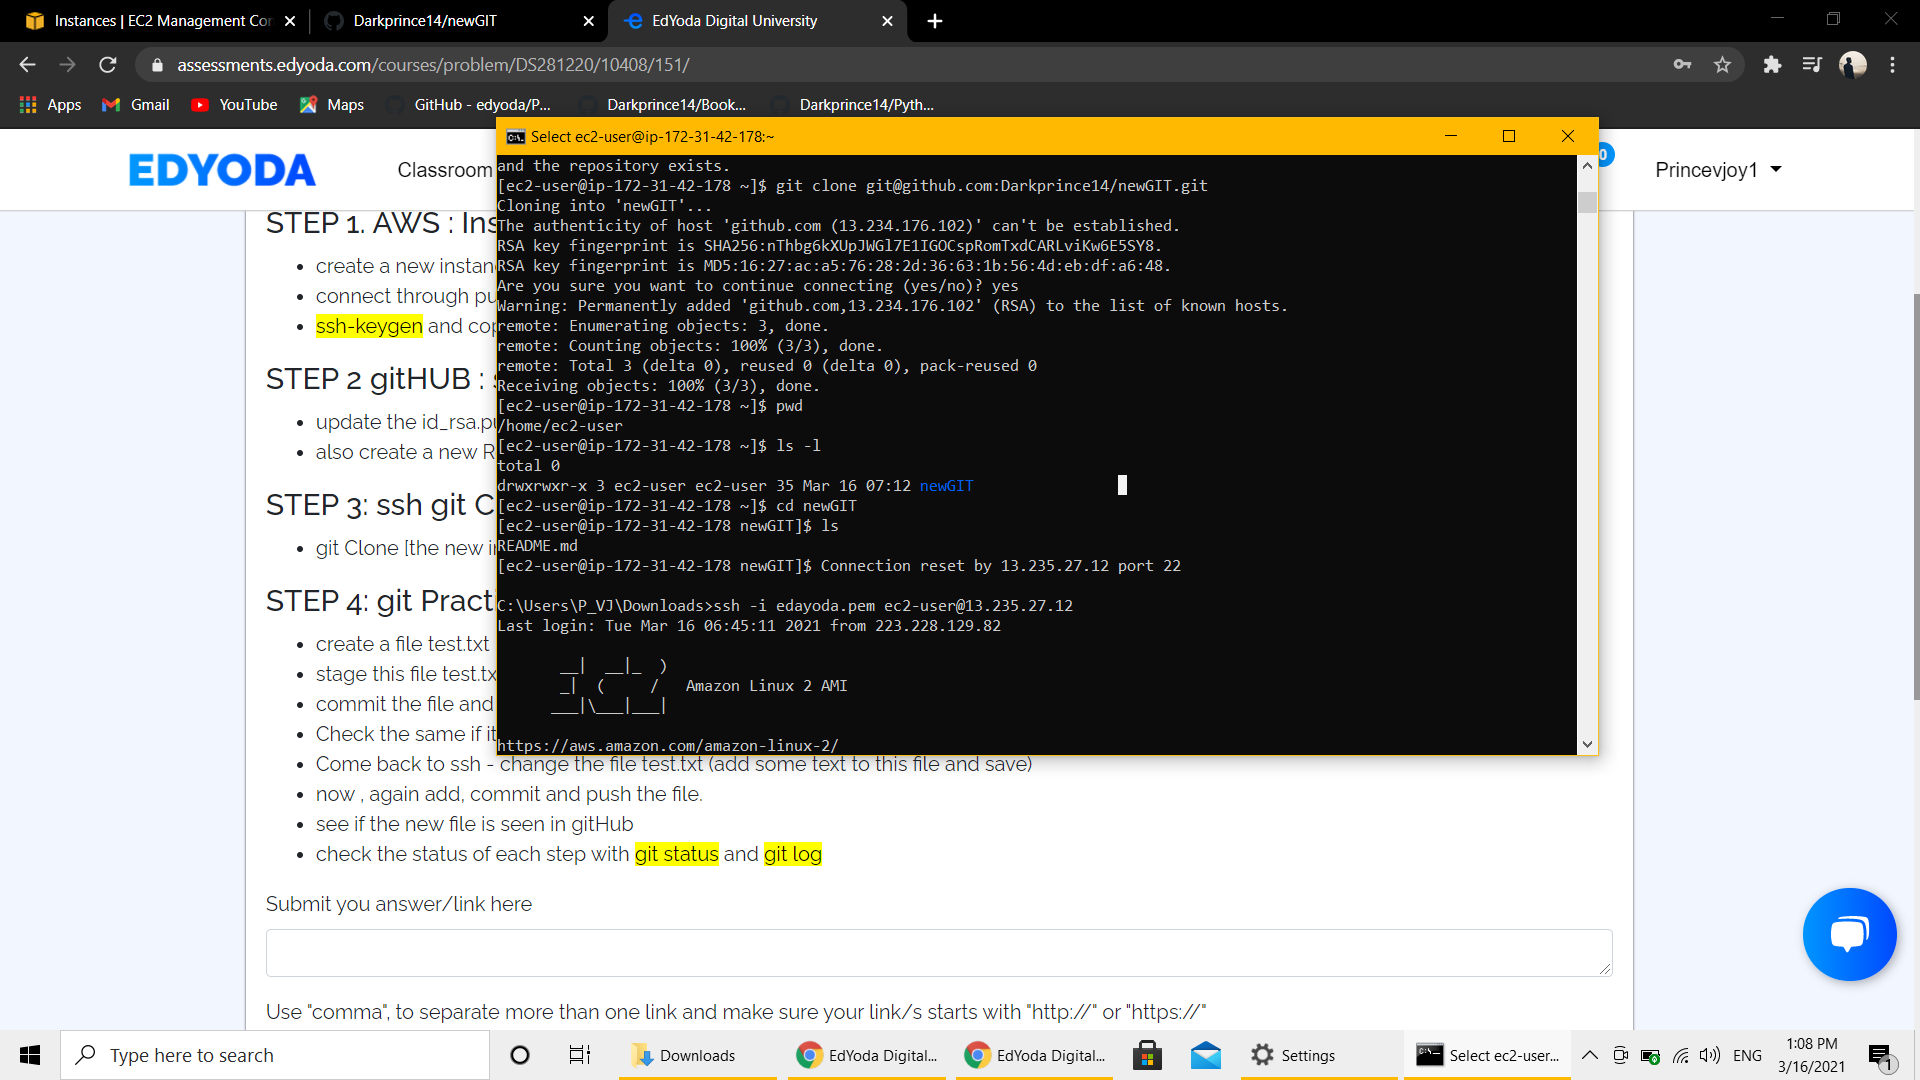 Instances | EC2 Management Con
Darkprince14/newGIT
EdYoda Digital University
assessments.edyoda.com/courses/problem/DS281220/10408/151/
Apps
Gmail
YouTube
Maps
GitHub - edyoda/P...
Darkprince14/Book...
Darkprince14/Pyth...
EDYODA
Classroom
0
Princevjoy1
STEP 1. AWS : Ins
create a new instan
connect through pu
ssh-keygen and cop
STEP 2 gitHUB : s
update the id_rsa.pu
also create a new R
STEP 3: ssh git C
git Clone [the new in
STEP 4: git Pract
create a file test.txt
stage this file test.tx
commit the file and
Check the same if it
Come back to ssh - change the file test.txt (add some text to this file and save)
now , again add, commit and push the file.
see if the new file is seen in gitHub
check the status of each step with git status and git log
Submit you answer/link here
Use "comma", to separate more than one link and make sure your link/s starts with "http://" or "https://"
Select ec2-user@ip-172-31-42-178:~
and the repository exists.
[ec2-user@ip-172-31-42-178 ~]$ git clone git@github.com:Darkprince14/newGIT.git
Cloning into 'newGIT'...
The authenticity of host 'github.com (13.234.176.102)' can't be established.
RSA key fingerprint is SHA256:nThbg6kXUpJWGl7E1IGOCspRomTxdCARLviKw6E5SY8.
RSA key fingerprint is MD5:16:27:ac:a5:76:28:2d:36:63:1b:56:4d:eb:df:a6:48.
Are you sure you want to continue connecting (yes/no)? yes
Warning: Permanently added 'github.com,13.234.176.102' (RSA) to the list of known hosts.
remote: Enumerating objects: 3, done.
remote: Counting objects: 100% (3/3), done.
remote: Total 3 (delta 0), reused 0 (delta 0), pack-reused 0
Receiving objects: 100% (3/3), done.
[ec2-user@ip-172-31-42-178 ~]$ pwd
/home/ec2-user
[ec2-user@ip-172-31-42-178 ~]$ ls -l
total 0
drwxrwxr-x 3 ec2-user ec2-user 35 Mar 16 07:12 newGIT
[ec2-user@ip-172-31-42-178 ~]$ cd newGIT
[ec2-user@ip-172-31-42-178 newGIT]$ ls
README.md
[ec2-user@ip-172-31-42-178 newGIT]$ Connection reset by 13.235.27.12 port 22
C:\Users\P_VJ\Downloads>ssh -i edayoda.pem ec2-user@13.235.27.12
Last login: Tue Mar 16 06:45:11 2021 from 223.228.129.82
__|  __|_  )
_|  (     /   Amazon Linux 2 AMI
___|\___|___|
https://aws.amazon.com/amazon-linux-2/
Type here to search
Downloads
EdYoda Digital...
EdYoda Digital...
Settings
Select ec2-user...
ENG
1:08 PM
3/16/2021
1